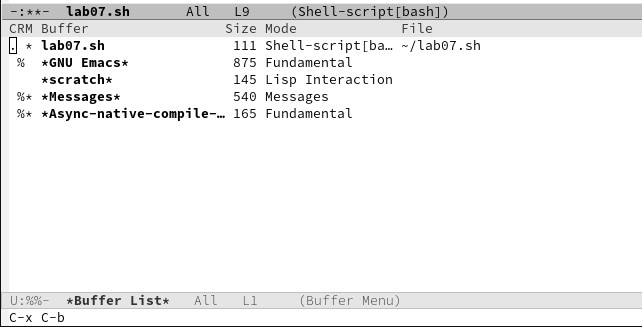 -:**-  lab07.sh       All   L9     (Shell-script[bash])
CRM Buffer                  Size Mode             File
. * lab07.sh                 111 Shell-script[ba… ~/lab07.sh
 %  *GNU Emacs*              875 Fundamental
    *scratch*                145 Lisp Interaction
 %* *Messages*               540 Messages
 %* *Async-native-compile-…  165 Fundamental
U:%%-  *Buffer List*   All   L1     (Buffer Menu)
C-x C-b